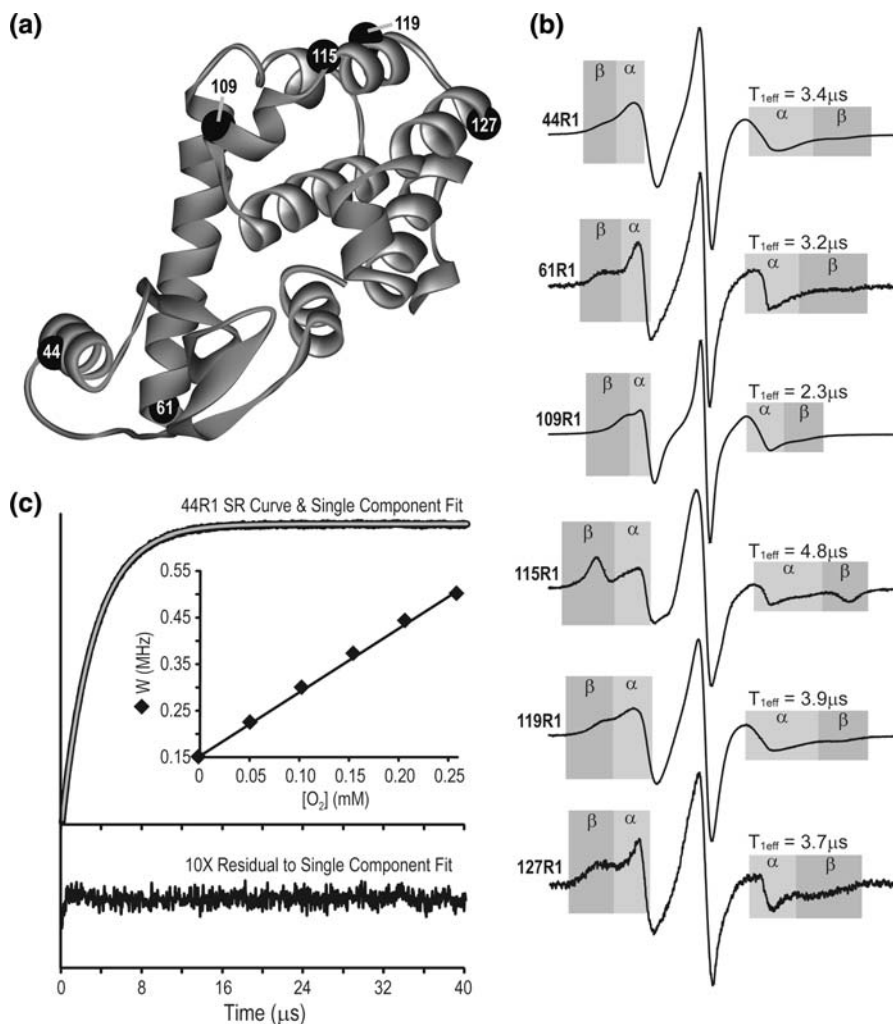 (a)
119
115
109
127
44
61
(b)
β α
T1eff = 3.4μs
α β
44R1
β α
T1eff = 3.2μs
α β
61R1
β α
T1eff = 2.3μs
α β
109R1
β α
T1eff = 4.8μs
α β
115R1
β α
T1eff = 3.9μs
α β
119R1
β α
T1eff = 3.7μs
α β
127R1
(c)
44R1 SR Curve & Single Component Fit
W (MHz)
0.55
0.45
0.35
0.25
0.15
0 0.05 0.10 0.15 0.20 0.25
[O2] (mM)
10X Residual to Single Component Fit
0 8 16 24 32 40
Time (μs)